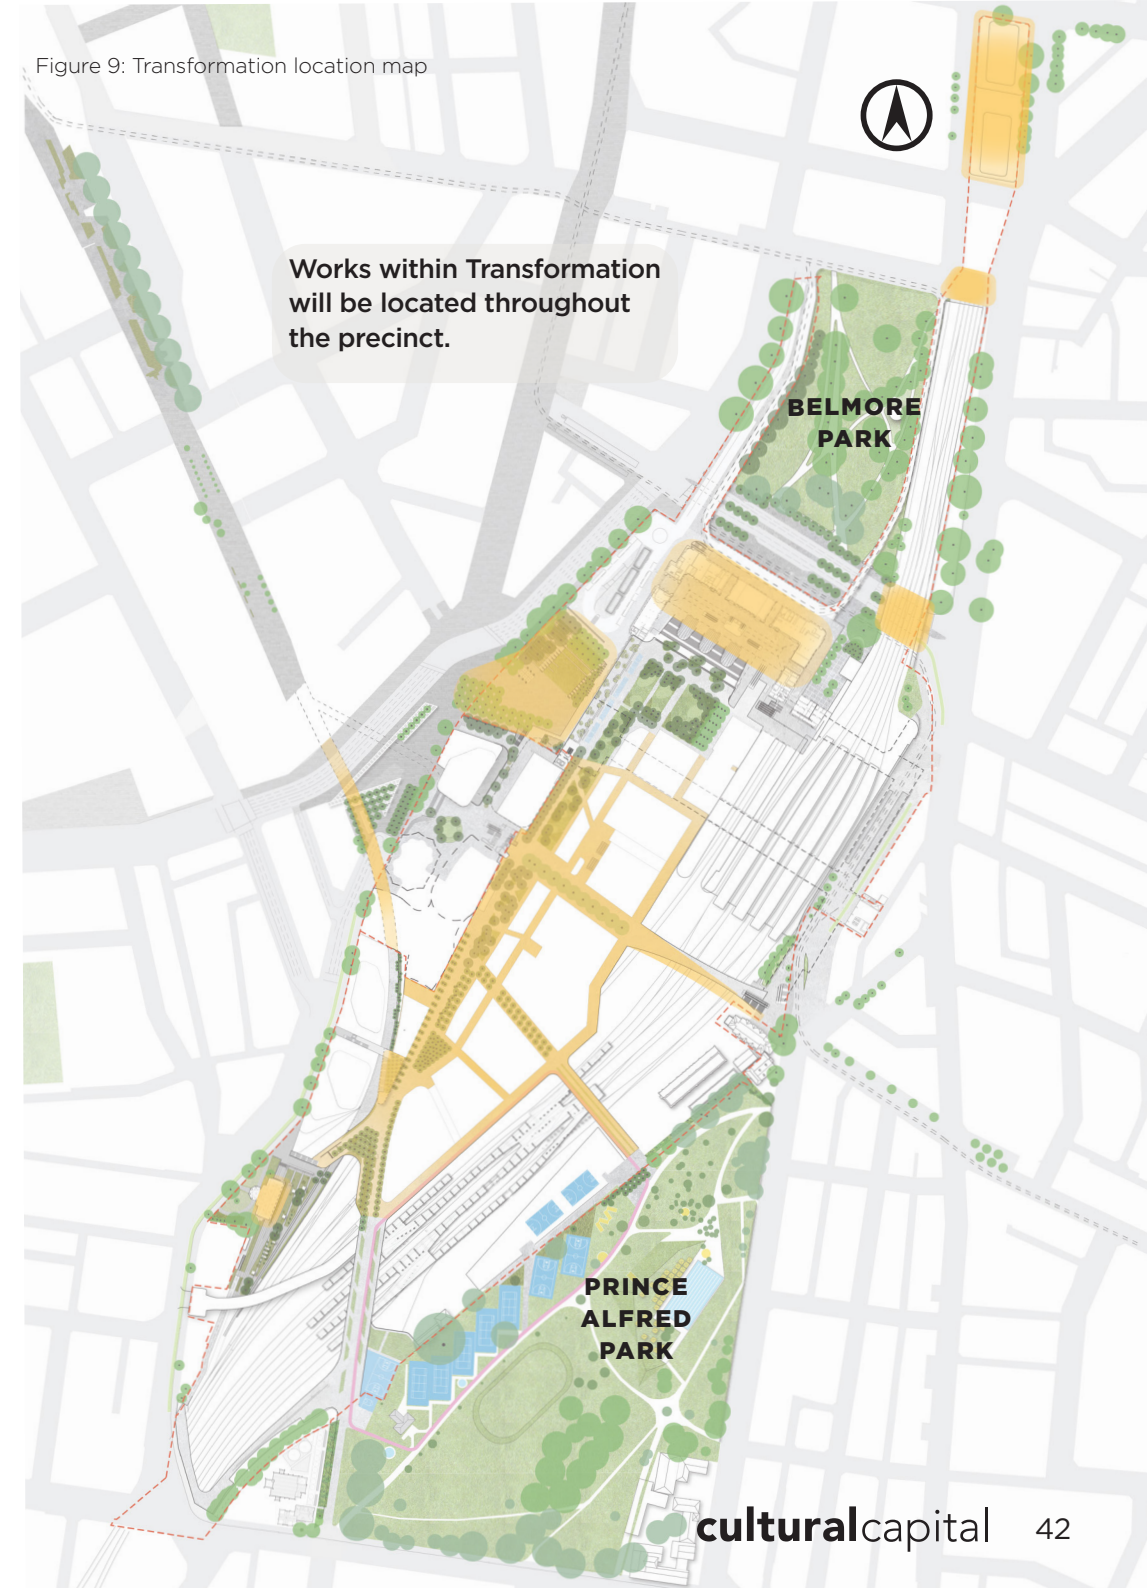 Figure 9: Transformation location map
Works within Transformation
will be located throughout
the precinct.
BELMORE
PARK
PRINCE
ALFRED
PARK
culturalcapital 42